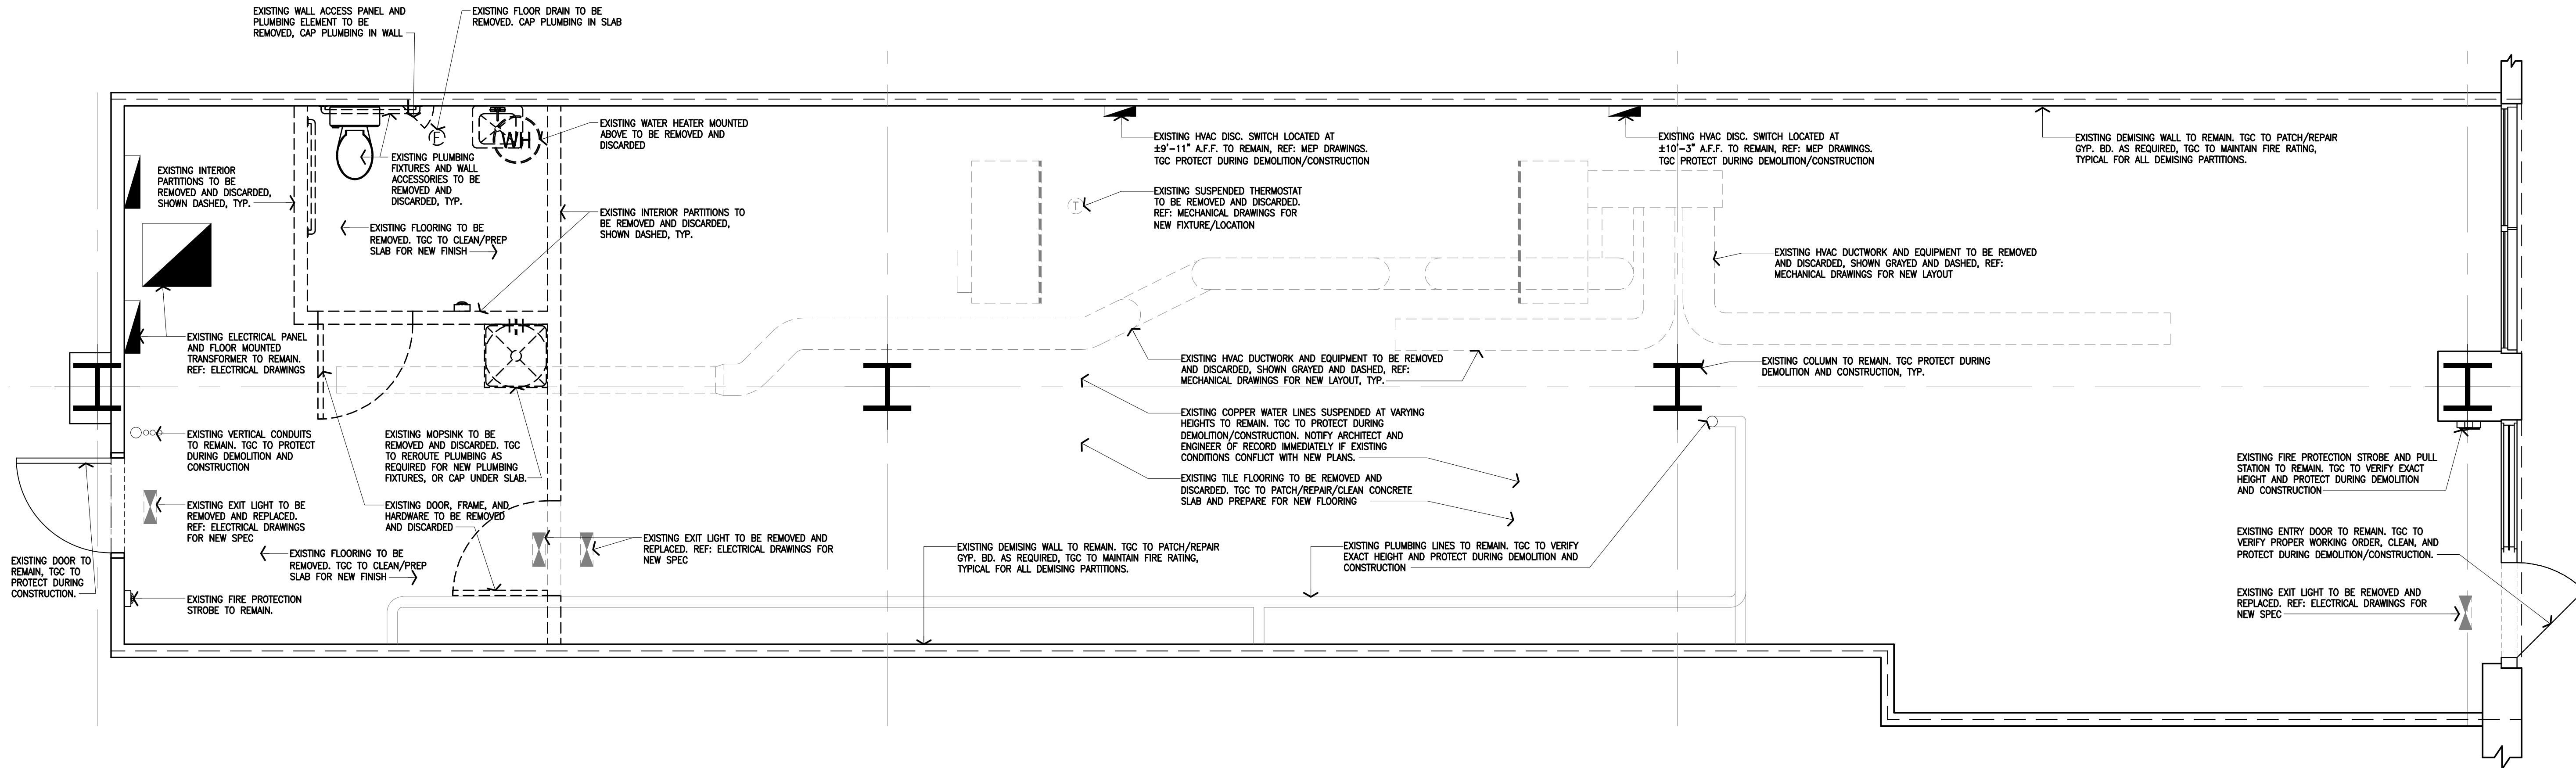 EXISTING WALL ACCESS PANEL AND
PLUMBING ELEMENT TO BE
REMOVED, CAP PLUMBING IN WALL
EXISTING FLOOR DRAIN TO BE
REMOVED. CAP PLUMBING IN SLAB
EXISTING WATER HEATER MOUNTED
ABOVE TO BE REMOVED AND
DISCARDED
WH
F
EXISTING PLUMBING
FIXTURES AND WALL
ACCESSORIES TO BE
REMOVED AND
DISCARDED, TYP.
EXISTING INTERIOR
PARTITIONS TO BE
REMOVED AND DISCARDED,
SHOWN DASHED, TYP.
EXISTING FLOORING TO BE
REMOVED. TGC TO CLEAN/PREP
SLAB FOR NEW FINISH
EXISTING INTERIOR PARTITIONS TO
BE REMOVED AND DISCARDED,
SHOWN DASHED, TYP.
EXISTING HVAC DISC. SWITCH LOCATED AT
±9'-11" A.F.F. TO REMAIN, REF: MEP DRAWINGS.
TGC PROTECT DURING DEMOLITION/CONSTRUCTION
T
EXISTING SUSPENDED THERMOSTAT
TO BE REMOVED AND DISCARDED.
REF: MECHANICAL DRAWINGS FOR
NEW FIXTURE/LOCATION
EXISTING HVAC DISC. SWITCH LOCATED AT
±10'-3" A.F.F. TO REMAIN, REF: MEP DRAWINGS.
TGC PROTECT DURING DEMOLITION/CONSTRUCTION
EXISTING DEMISING WALL TO REMAIN. TGC TO PATCH/REPAIR
GYP. BD. AS REQUIRED, TGC TO MAINTAIN FIRE RATING,
TYPICAL FOR ALL DEMISING PARTITIONS.
EXISTING HVAC DUCTWORK AND EQUIPMENT TO BE REMOVED
AND DISCARDED, SHOWN GRAYED AND DASHED, REF:
MECHANICAL DRAWINGS FOR NEW LAYOUT
EXISTING ELECTRICAL PANEL
AND FLOOR MOUNTED
TRANSFORMER TO REMAIN.
REF: ELECTRICAL DRAWINGS
EXISTING HVAC DUCTWORK AND EQUIPMENT TO BE REMOVED
AND DISCARDED, SHOWN GRAYED AND DASHED, REF:
MECHANICAL DRAWINGS FOR NEW LAYOUT, TYP.
EXISTING COLUMN TO REMAIN. TGC PROTECT DURING
DEMOLITION AND CONSTRUCTION, TYP.
EXISTING VERTICAL CONDUITS
TO REMAIN. TGC TO PROTECT
DURING DEMOLITION AND
CONSTRUCTION
EXISTING MOPSINK TO BE
REMOVED AND DISCARDED. TGC
TO REROUTE PLUMBING AS
REQUIRED FOR NEW PLUMBING
FIXTURES, OR CAP UNDER SLAB.
EXISTING COPPER WATER LINES SUSPENDED AT VARYING
HEIGHTS TO REMAIN. TGC TO PROTECT DURING
DEMOLITION/CONSTRUCTION. NOTIFY ARCHITECT AND
ENGINEER OF RECORD IMMEDIATELY IF EXISTING
CONDITIONS CONFLICT WITH NEW PLANS.
EXISTING TILE FLOORING TO BE REMOVED AND
DISCARDED. TGC TO PATCH/REPAIR/CLEAN CONCRETE
SLAB AND PREPARE FOR NEW FLOORING
EXISTING FIRE PROTECTION STROBE AND PULL
STATION TO REMAIN. TGC TO VERIFY EXACT
HEIGHT AND PROTECT DURING DEMOLITION
AND CONSTRUCTION
EXISTING EXIT LIGHT TO BE
REMOVED AND REPLACED.
REF: ELECTRICAL DRAWINGS
FOR NEW SPEC
EXISTING DOOR, FRAME, AND
HARDWARE TO BE REMOVED
AND DISCARDED
EXISTING EXIT LIGHT TO BE REMOVED AND
REPLACED. REF: ELECTRICAL DRAWINGS FOR
NEW SPEC
EXISTING DEMISING WALL TO REMAIN. TGC TO PATCH/REPAIR
GYP. BD. AS REQUIRED, TGC TO MAINTAIN FIRE RATING,
TYPICAL FOR ALL DEMISING PARTITIONS.
EXISTING PLUMBING LINES TO REMAIN. TGC TO VERIFY
EXACT HEIGHT AND PROTECT DURING DEMOLITION AND
CONSTRUCTION
EXISTING ENTRY DOOR TO REMAIN. TGC TO
VERIFY PROPER WORKING ORDER, CLEAN, AND
PROTECT DURING DEMOLITION/CONSTRUCTION.
EXISTING DOOR TO
REMAIN, TGC TO
PROTECT DURING
CONSTRUCTION.
EXISTING FLOORING TO BE
REMOVED. TGC TO CLEAN/PREP
SLAB FOR NEW FINISH
EXISTING FIRE PROTECTION
STROBE TO REMAIN.
EXISTING EXIT LIGHT TO BE REMOVED AND
REPLACED. REF: ELECTRICAL DRAWINGS FOR
NEW SPEC